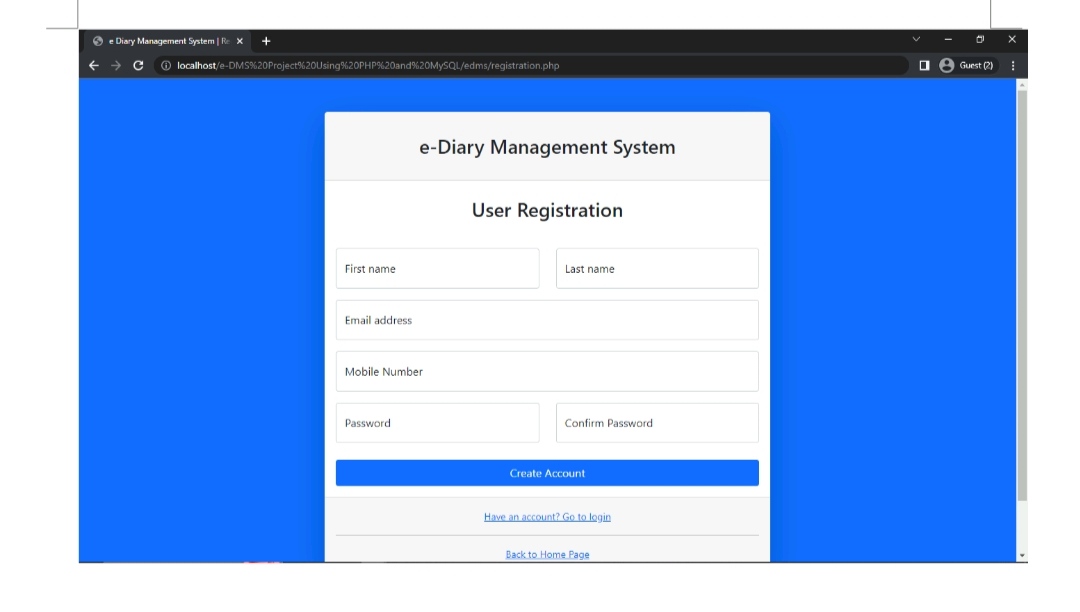 e Diary Management System | Re
localhost/e-DMS%20Project%20Using%20PHP%20and%20MySQL/edms/registration.php
Guest (2)
e-Diary Management System
User Registration
First name Last name
Email address
Mobile Number
Password Confirm Password
Create Account
Have an account? Go to login
Back to Home Page